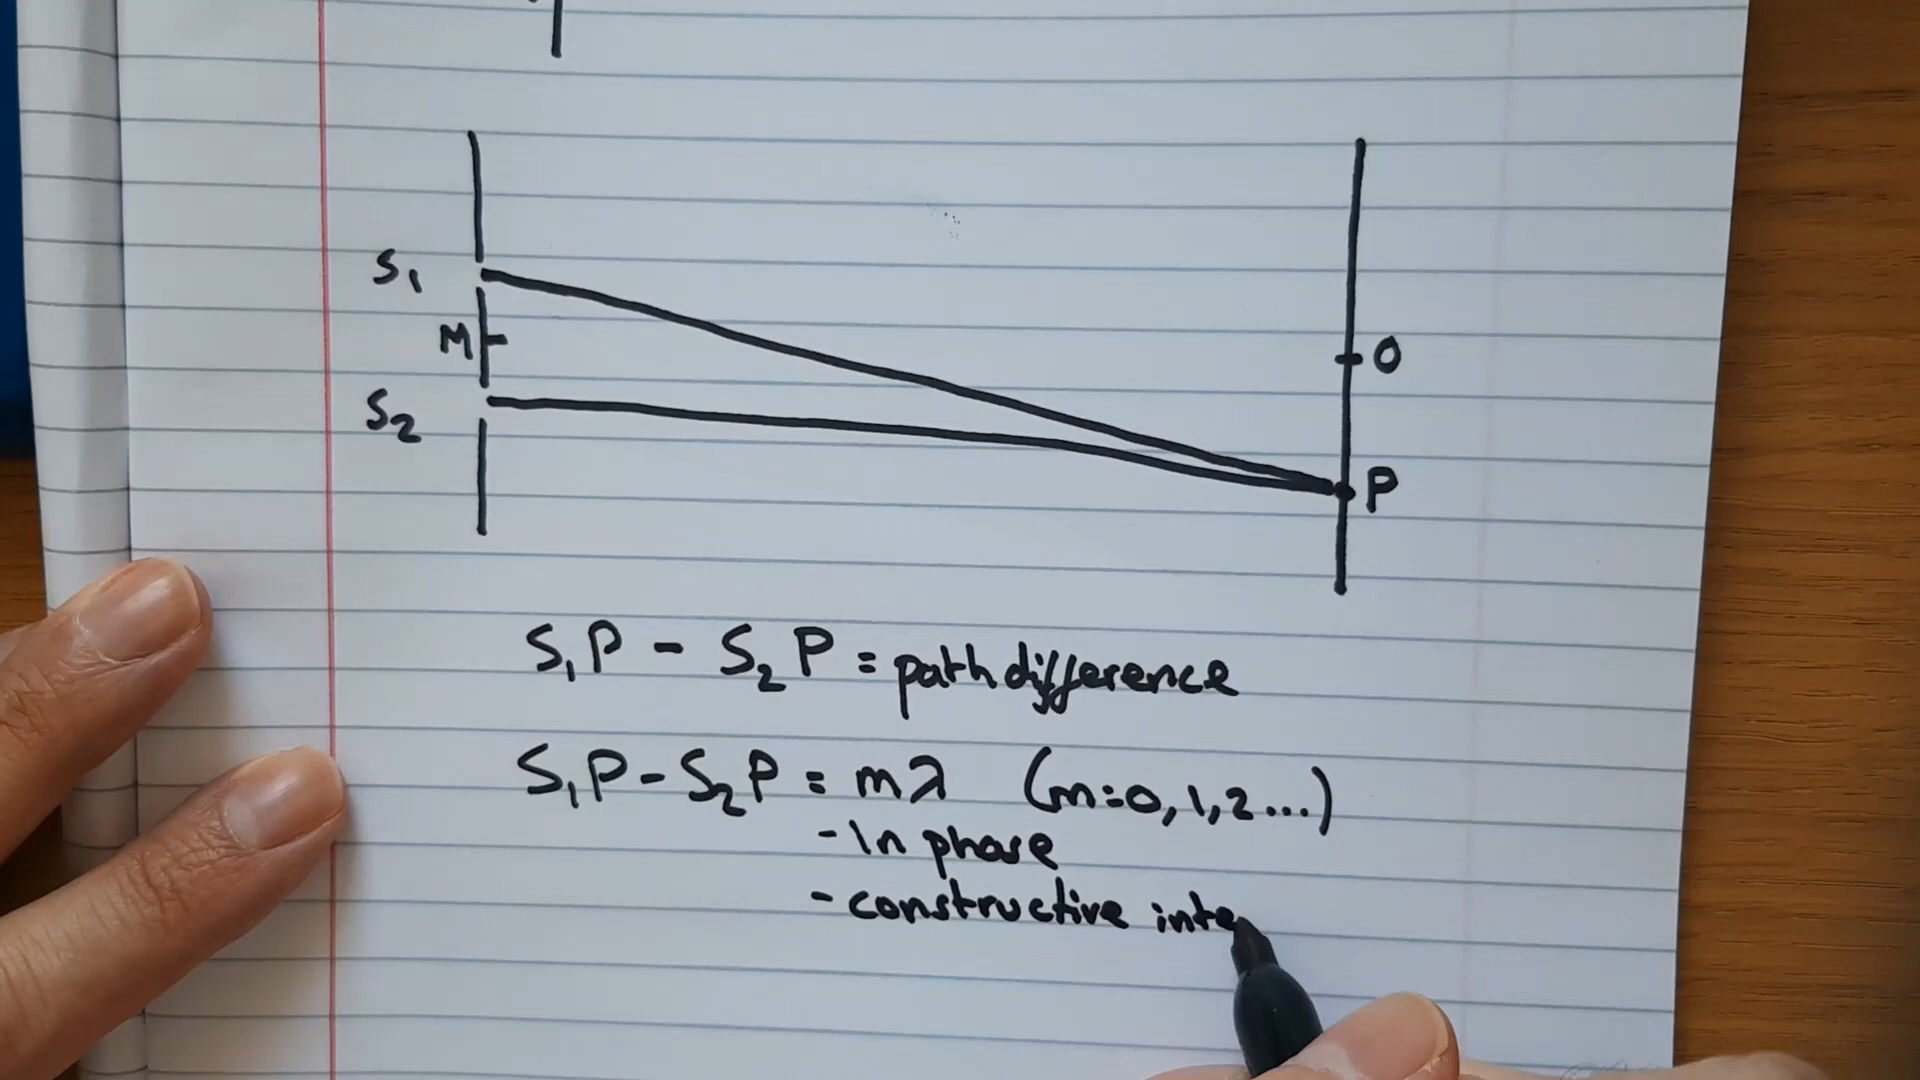 S₁
M
O
S₂
P
S₁P - S₂P = path difference
S₁P - S₂P = mλ (m=0,1,2...)
- In phase
- constructive inte